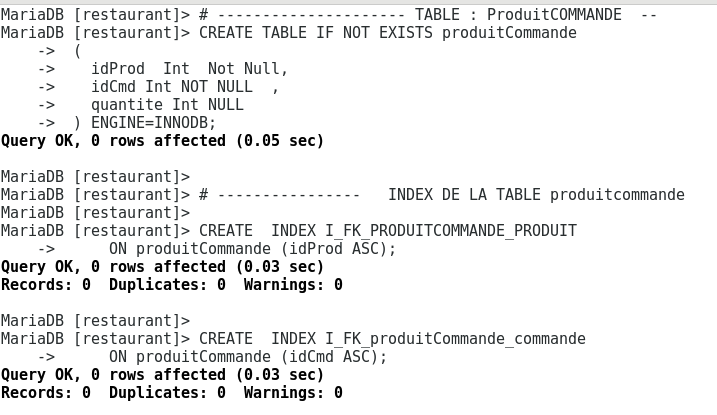 MariaDB [restaurant]> # --------------------- TABLE : ProduitCOMMANDE  --
MariaDB [restaurant]> CREATE TABLE IF NOT EXISTS produitCommande
    ->  (
    ->    idProd  Int  Not Null,
    ->    idCmd Int NOT NULL  ,
    ->    quantite Int NULL
    ->  ) ENGINE=INNODB;
Query OK, 0 rows affected (0.05 sec)

MariaDB [restaurant]>
MariaDB [restaurant]> # ----------------   INDEX DE LA TABLE produitcommande
MariaDB [restaurant]>
MariaDB [restaurant]> CREATE  INDEX I_FK_PRODUITCOMMANDE_PRODUIT
    ->      ON produitCommande (idProd ASC);
Query OK, 0 rows affected (0.03 sec)
Records: 0  Duplicates: 0  Warnings: 0

MariaDB [restaurant]>
MariaDB [restaurant]> CREATE  INDEX I_FK_produitCommande_commande
    ->      ON produitCommande (idCmd ASC);
Query OK, 0 rows affected (0.03 sec)
Records: 0  Duplicates: 0  Warnings: 0